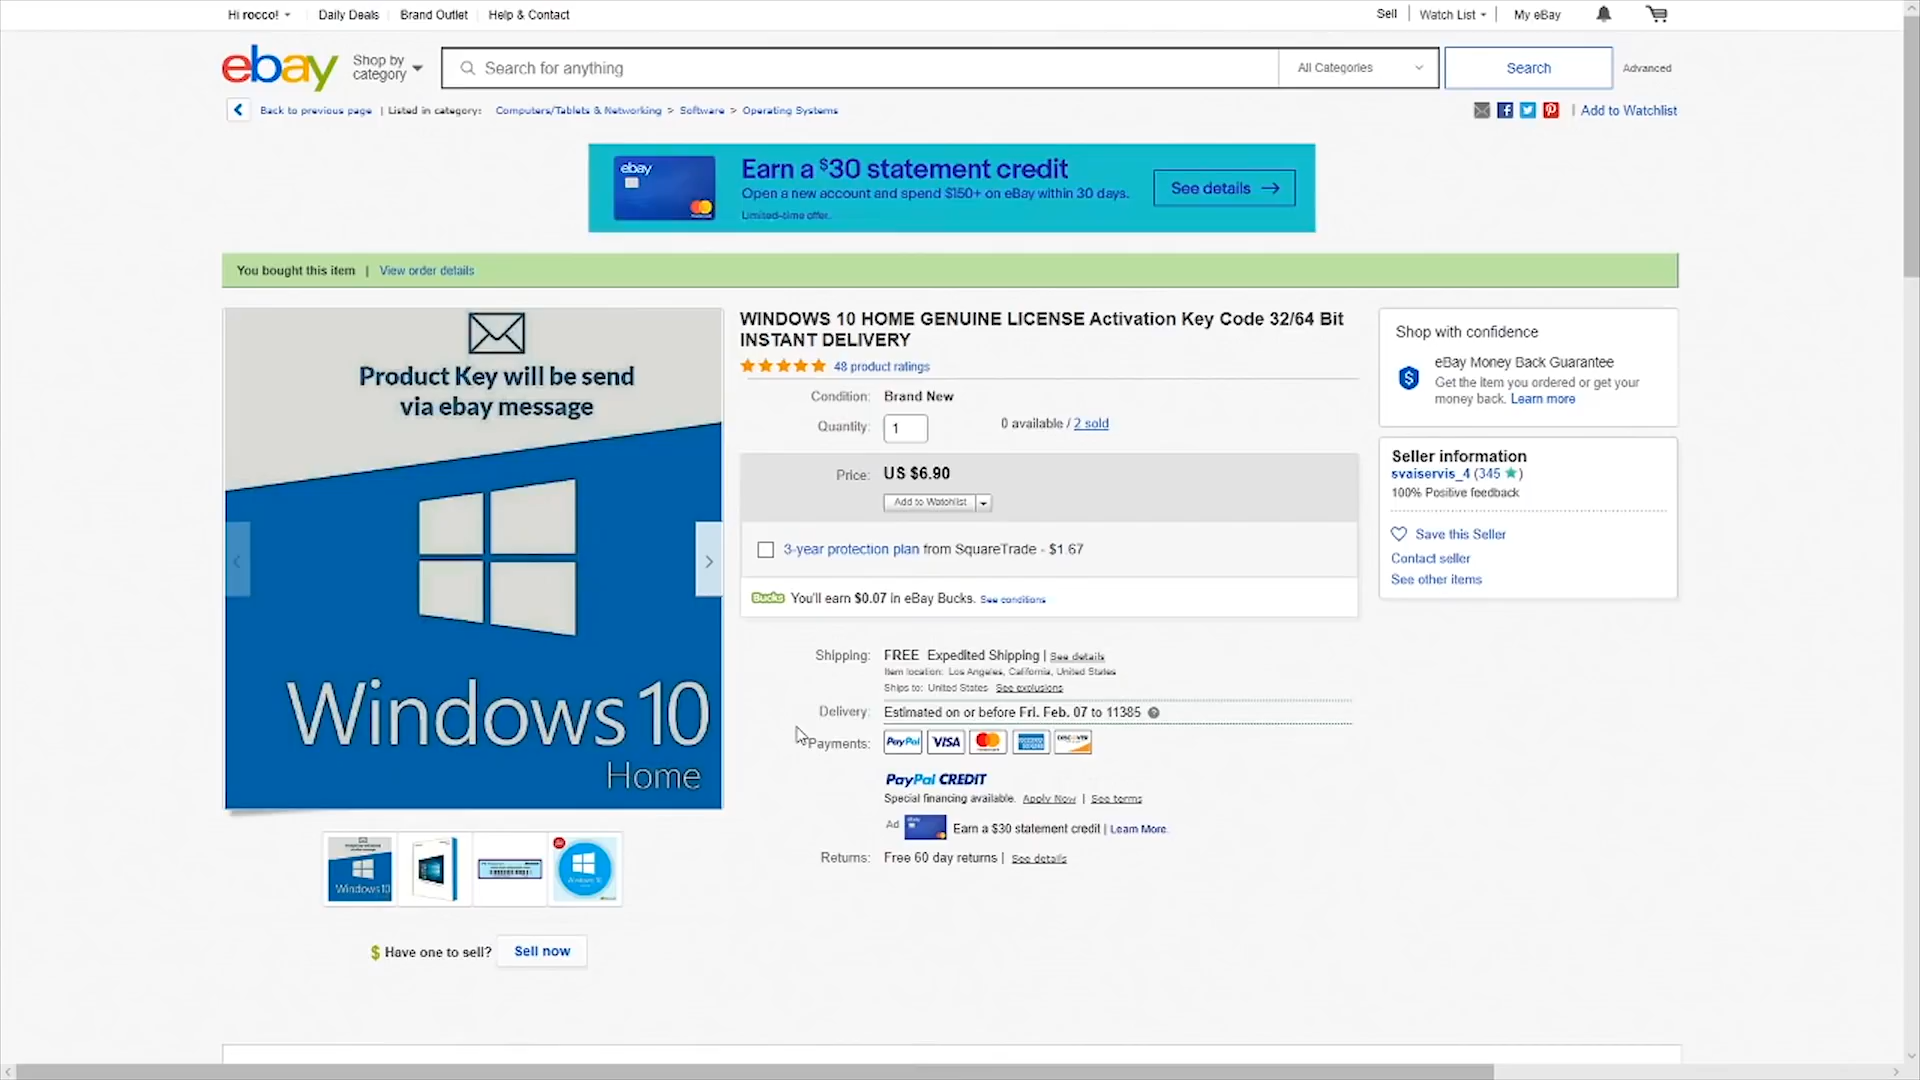 Hi rocco!
Daily Deals
Brand Outlet
Help & Contact
Sell
Watch List
My eBay
ebay
Shop by
category
Search for anything
All Categories
Search
Advanced
Back to previous page | Listed in category: Computers/Tablets & Networking > Software > Operating Systems
| Add to Watchlist
ebay
Earn a $30 statement credit
Open a new account and spend $150+ on eBay within 30 days.
Limited-time offer.
See details →
You bought this item | View order details
Product Key will be send
via ebay message
Windows 10
Home
Windows 10
$ Have one to sell? Sell now
WINDOWS 10 HOME GENUINE LICENSE Activation Key Code 32/64 Bit
INSTANT DELIVERY
48 product ratings
Condition: Brand New
Quantity: 1 0 available / 2 sold
Price: US $6.90
Add to Watchlist
3-year protection plan from SquareTrade - $1.67
Bucks You'll earn $0.07 in eBay Bucks. See conditions
Shipping: FREE Expedited Shipping | See details
Item location: Los Angeles, California, United States
Ships to: United States See exclusions
Delivery: Estimated on or before Fri. Feb. 07 to 11385
Payments: PayPal VISA DISCOVER
PayPal CREDIT
Special financing available. Apply Now | See terms
Ad Earn a $30 statement credit | Learn More
Returns: Free 60 day returns | See details
Shop with confidence
eBay Money Back Guarantee
Get the item you ordered or get your
money back. Learn more
Seller information
svaiservis_4 (345 ★)
100% Positive feedback
Save this Seller
Contact seller
See other items